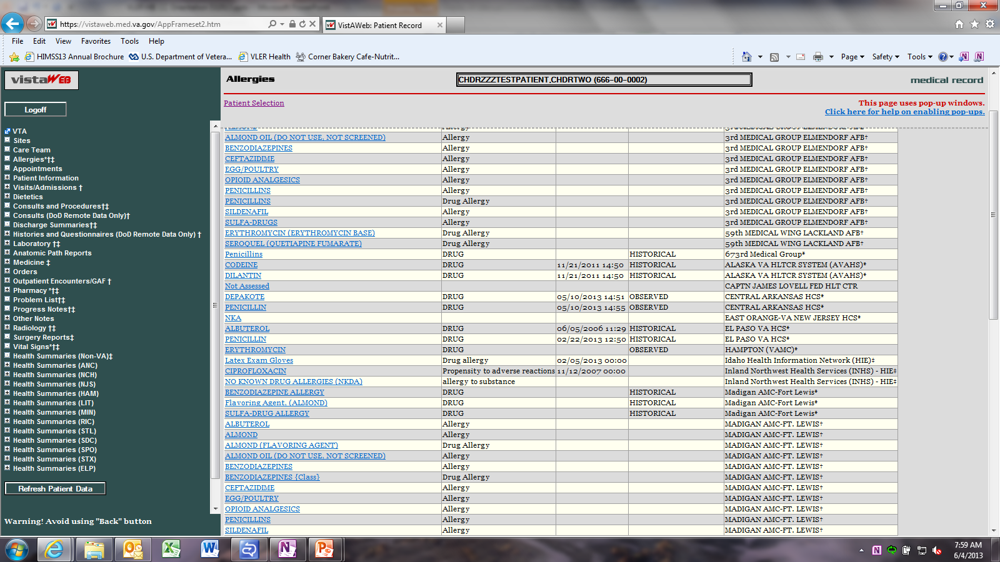 https://vistaweb.med.va.gov/AppFrameset2.htm
VistAWeb: Patient Record
File Edit View Favorites Tools Help
HIMSS13 Annual Brochure U.S. Department of Vetera... VLER Health Corner Bakery Cafe-Nutrit...
Page Safety Tools
vistaWEB
Logoff
VTA
Sites
Care Team
Allergies*†‡
Appointments
Patient Information
Visits/Admissions †
Dietetics
Consults and Procedures†‡
Consults (DoD Remote Data Only)†
Discharge Summaries†‡
Histories and Questionnaires (DoD Remote Data Only) †
Laboratory †‡
Anatomic Path Reports
Medicine ‡
Orders
Outpatient Encounters/GAF †
Pharmacy *†‡
Problem List†‡
Progress Notes†‡
Other Notes
Radiology †‡
Surgery Reports‡
Vital Signs*†‡
Health Summaries (Non-VA)‡
Health Summaries (ANC)
Health Summaries (NCH)
Health Summaries (NJS)
Health Summaries (HAM)
Health Summaries (LIT)
Health Summaries (MIN)
Health Summaries (RIC)
Health Summaries (STL)
Health Summaries (SDC)
Health Summaries (SPO)
Health Summaries (STX)
Health Summaries (ELP)
Refresh Patient Data
Warning! Avoid using "Back" button
Allergies
CHDRZZZTESTPATIENT,CHDRTWO (666-00-0002)
medical record
Patient Selection
This page uses pop-up windows.
Click here for help on enabling pop-ups.
ALMOND Allergy 3rd MEDICAL GROUP ELMENDORF AFB†
ALMOND OIL (DO NOT USE, NOT SCREENED) Allergy 3rd MEDICAL GROUP ELMENDORF AFB†
BENZODIAZEPINES Allergy 3rd MEDICAL GROUP ELMENDORF AFB†
CEFTAZIDIME Allergy 3rd MEDICAL GROUP ELMENDORF AFB†
EGG/POULTRY Allergy 3rd MEDICAL GROUP ELMENDORF AFB†
OPIOID ANALGESICS Allergy 3rd MEDICAL GROUP ELMENDORF AFB†
PENICILLINS Allergy 3rd MEDICAL GROUP ELMENDORF AFB†
PENICILLINS Drug Allergy 3rd MEDICAL GROUP ELMENDORF AFB†
SILDENAFIL Allergy 3rd MEDICAL GROUP ELMENDORF AFB†
SULFA-DRUGS Allergy 3rd MEDICAL GROUP ELMENDORF AFB†
ERYTHROMYCIN (ERYTHROMYCIN BASE) Drug Allergy 59th MEDICAL WING LACKLAND AFB†
SEROQUEL (QUETIAPINE FUMARATE) Drug Allergy 59th MEDICAL WING LACKLAND AFB†
Penicillins DRUG HISTORICAL 673rd Medical Group*
CODEINE DRUG 11/21/2011 14:50 HISTORICAL ALASKA VA HLTCR SYSTEM (AVAHS)*
DILANTIN DRUG 11/21/2011 14:50 HISTORICAL ALASKA VA HLTCR SYSTEM (AVAHS)*
Not Assessed CAPTN JAMES LOVELL FED HLT CTR
DEPAKOTE DRUG 05/10/2013 14:51 OBSERVED CENTRAL ARKANSAS HCS*
PENICILLIN DRUG 05/10/2013 14:55 OBSERVED CENTRAL ARKANSAS HCS*
NKA EAST ORANGE-VA NEW JERSEY HCS*
ALBUTEROL DRUG 06/05/2006 11:29 HISTORICAL EL PASO VA HCS*
PENICILLIN DRUG 02/22/2013 12:50 HISTORICAL EL PASO VA HCS*
ERYTHROMYCIN DRUG OBSERVED HAMPTON (VAMC)*
Latex Exam Gloves Drug allergy 02/05/2013 00:00 Idaho Health Information Network (HIE)‡
CIPROFLOXACIN Propensity to adverse reactions 11/12/2007 00:00 Inland Northwest Health Services (INHS) - HIE‡
NO KNOWN DRUG ALLERGIES (NKDA) allergy to substance Inland Northwest Health Services (INHS) - HIE‡
BENZODIAZEPINE ALLERGY DRUG HISTORICAL Madigan AMC-Fort Lewis*
Flavoring Agent, (ALMOND) DRUG HISTORICAL Madigan AMC-Fort Lewis*
SULFA-DRUG ALLERGY DRUG HISTORICAL Madigan AMC-Fort Lewis*
ALBUTEROL Allergy MADIGAN AMC-FT. LEWIS†
ALMOND Allergy MADIGAN AMC-FT. LEWIS†
ALMOND (FLAVORING AGENT) Drug Allergy MADIGAN AMC-FT. LEWIS†
ALMOND OIL (DO NOT USE, NOT SCREENED) Allergy MADIGAN AMC-FT. LEWIS†
BENZODIAZEPINES Allergy MADIGAN AMC-FT. LEWIS†
BENZODIAZEPINES {Class} Drug Allergy MADIGAN AMC-FT. LEWIS†
CEFTAZIDIME Allergy MADIGAN AMC-FT. LEWIS†
EGG/POULTRY Allergy MADIGAN AMC-FT. LEWIS†
OPIOID ANALGESICS Allergy MADIGAN AMC-FT. LEWIS†
PENICILLINS Allergy MADIGAN AMC-FT. LEWIS†
SILDENAFIL Allergy MADIGAN AMC-FT. LEWIS†
7:59 AM
6/4/2013